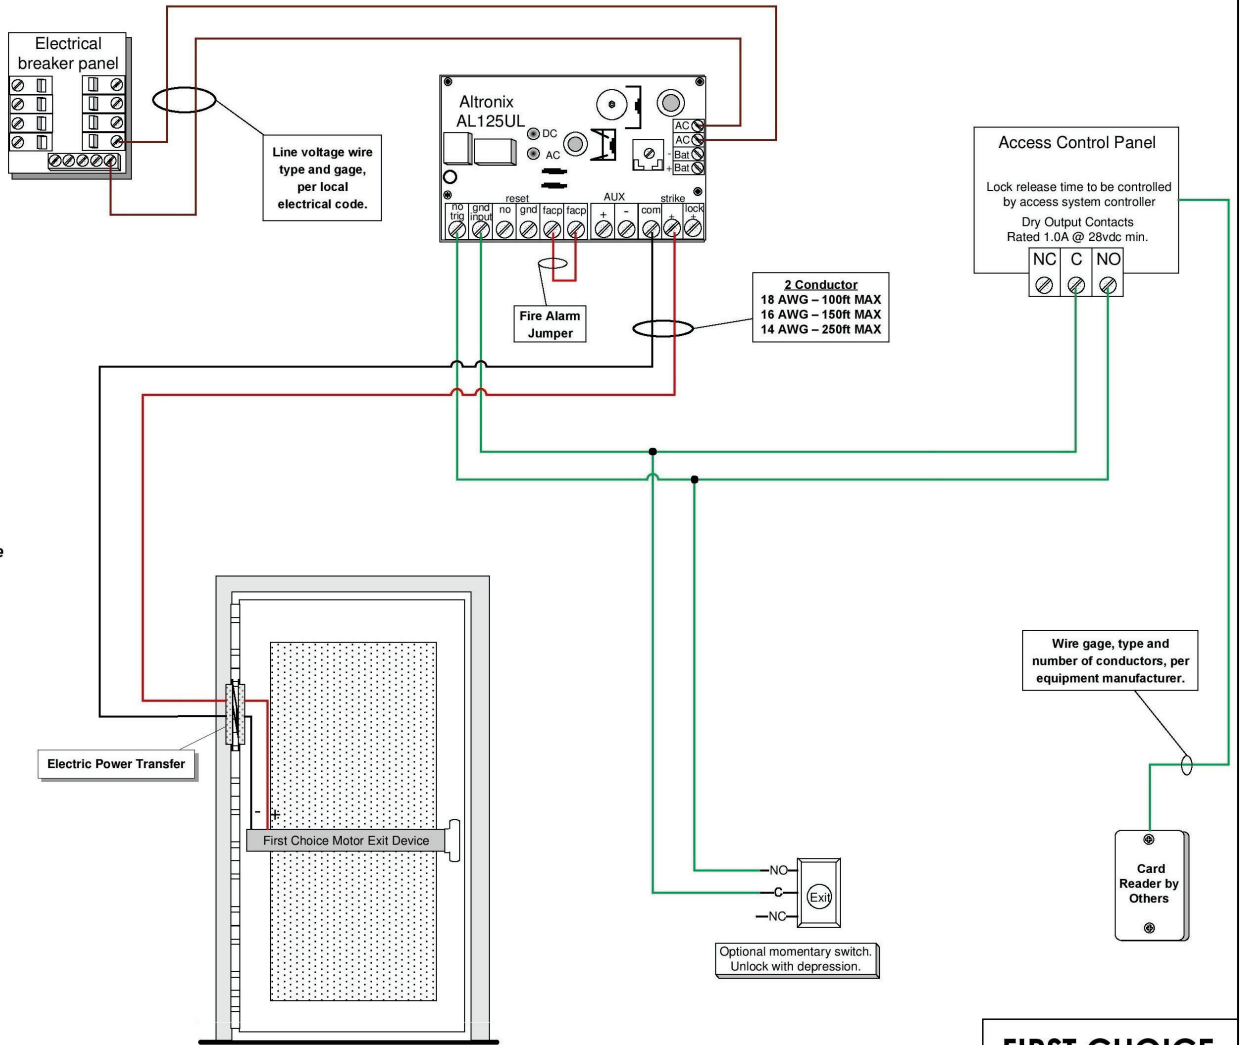 Electrical
breaker panel
Line voltage wire
type and gage,
per local
electrical code.
Altronix
AL125UL
DC
AC
AC
AC
- Bat
+ Bat
reset
AUX
strike
no
trig
gnd
input
no
gnd
facp
facp
+
-
com
+
lock
+
Fire Alarm
Jumper
2 Conductor
18 AWG – 100ft MAX
16 AWG – 150ft MAX
14 AWG – 250ft MAX
Access Control Panel
Lock release time to be controlled
by access system controller
Dry Output Contacts
Rated 1.0A @ 28vdc min.
NC
C
NO
e
Wire gage, type and
number of conductors, per
equipment manufacturer.
Electric Power Transfer
- +
First Choice Motor Exit Device
NO
C
NC
Exit
Optional momentary switch.
Unlock with depression.
Card
Reader by
Others
FIRST CHOICE